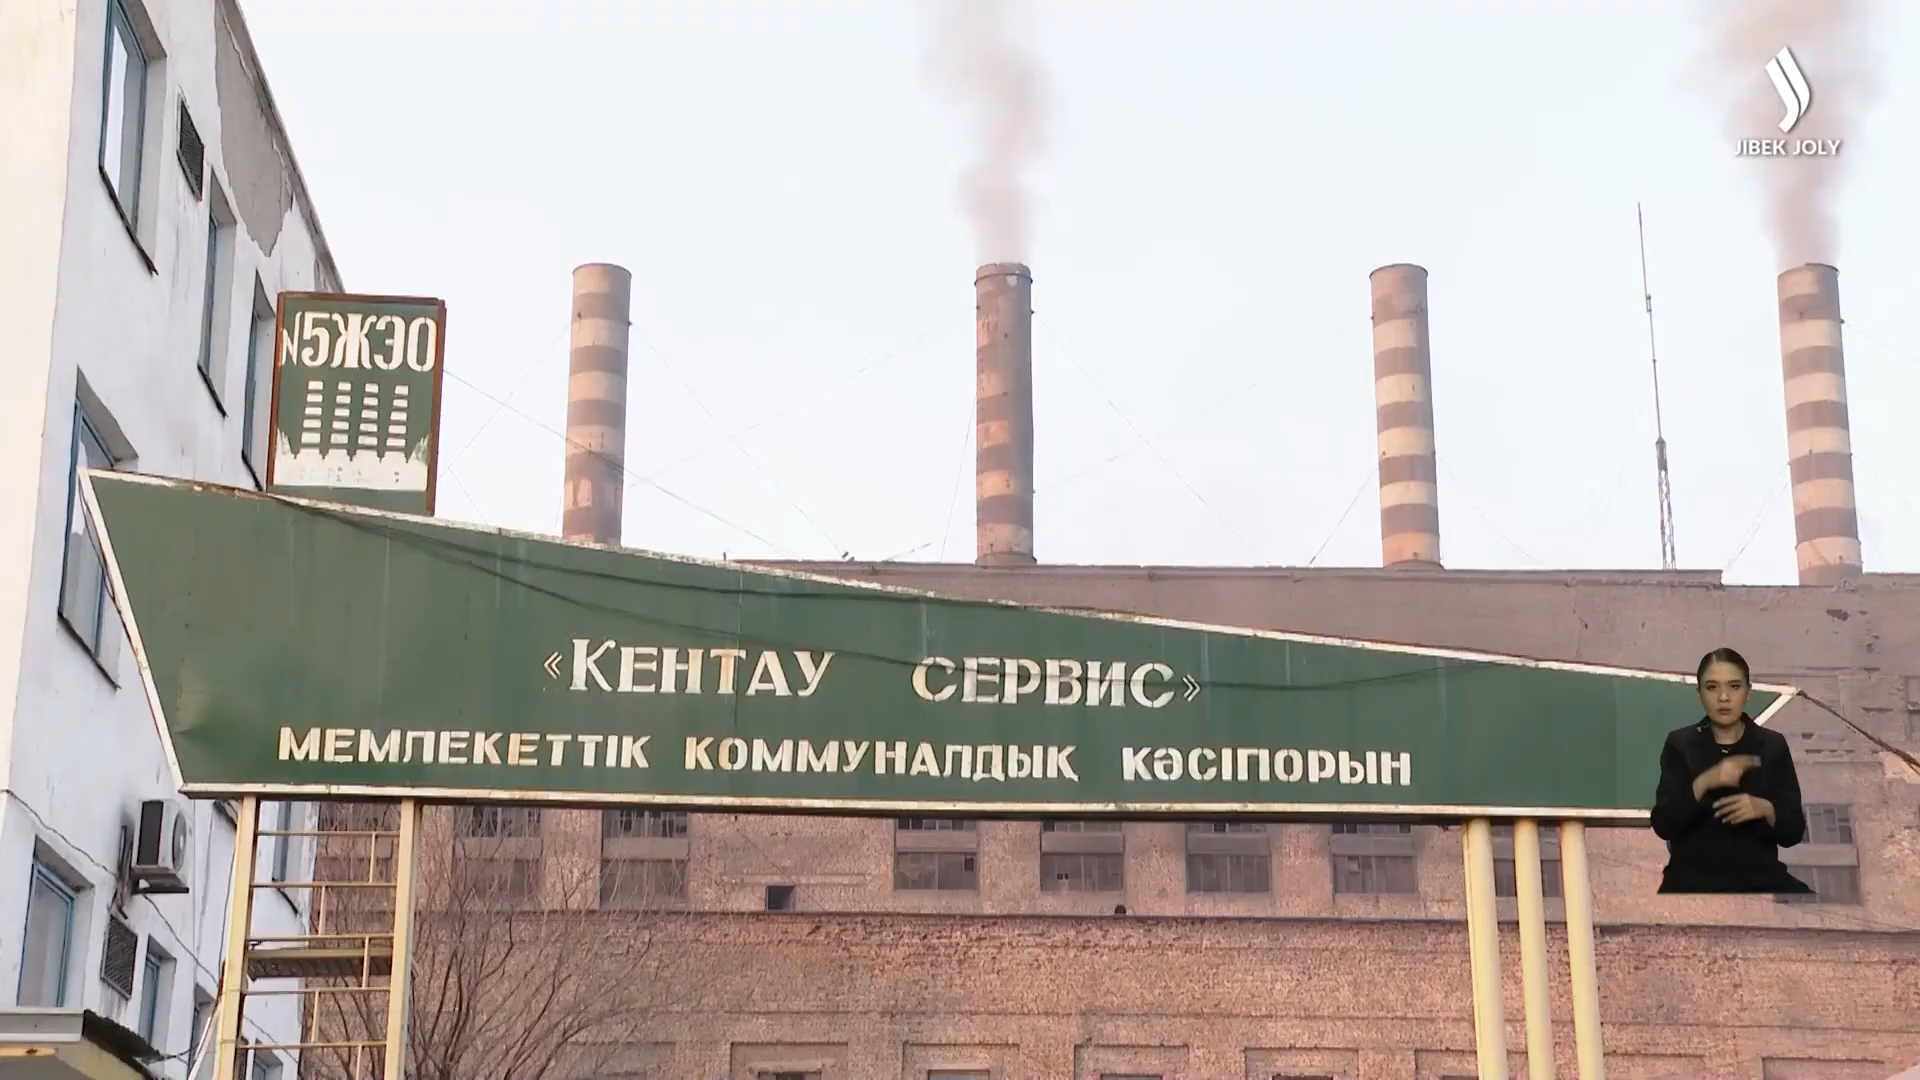 JIBEK JOLY
№5ЖЭО
«КЕНТАУ СЕРВИС»
МЕМЛЕКЕТТІК КОММУНАЛДЫҚ КӘСІПОРЫН